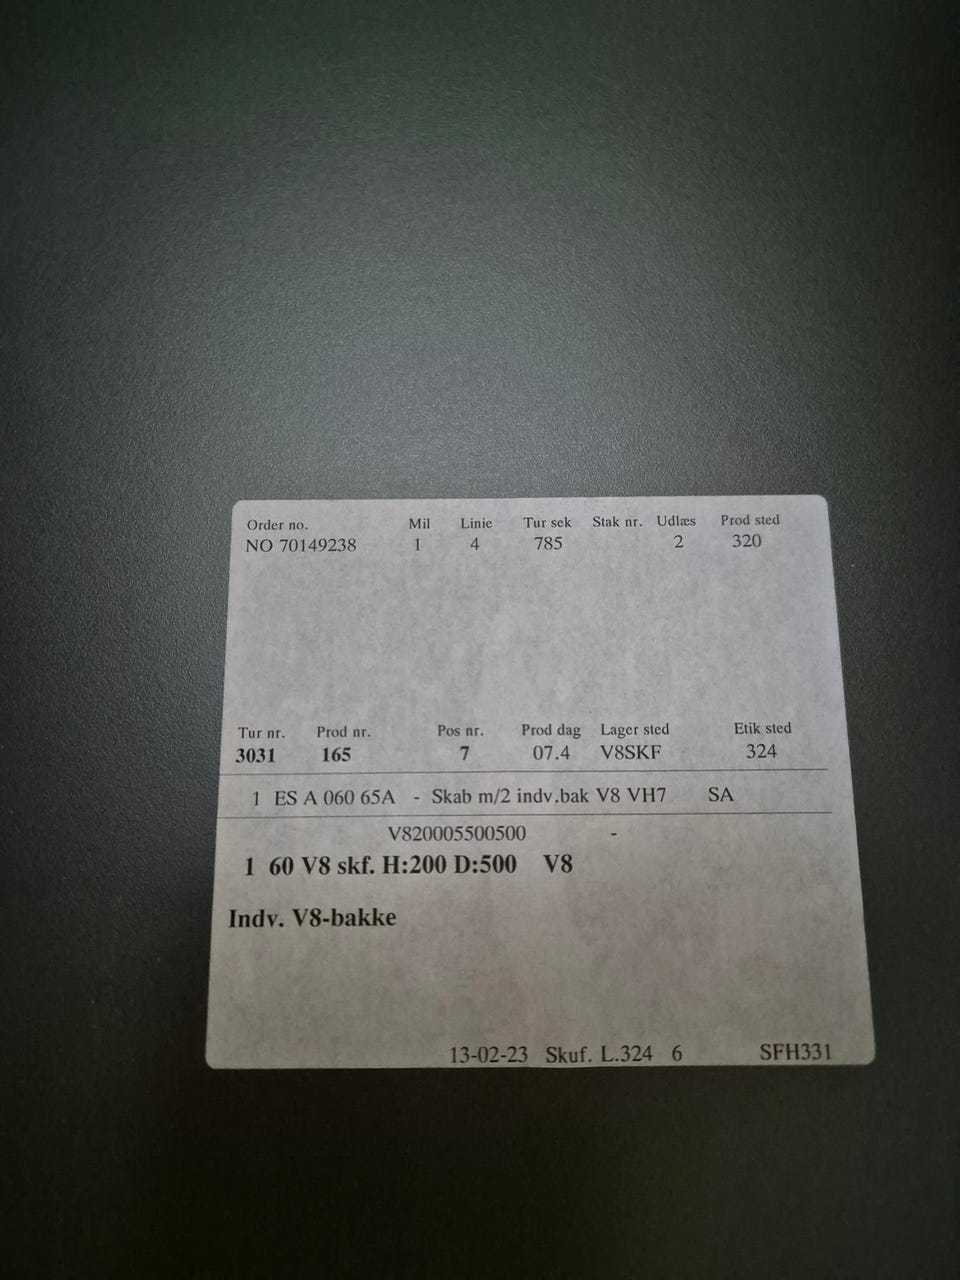 Order no. Mil Linie Tur sek Stak nr. Udlæs Prod sted
NO 70149238 1 4 785 2 320
Tur nr. Prod nr. Pos nr. Prod dag Lager sted Etik sted
3031 165 7 07.4 V8SKF 324
1 ES A 060 65A - Skab m/2 indv.bak V8 VH7 SA
V820005500500 -
1 60 V8 skf. H:200 D:500 V8
Indv. V8-bakke
13-02-23 Skuf. L.324 6 SFH331